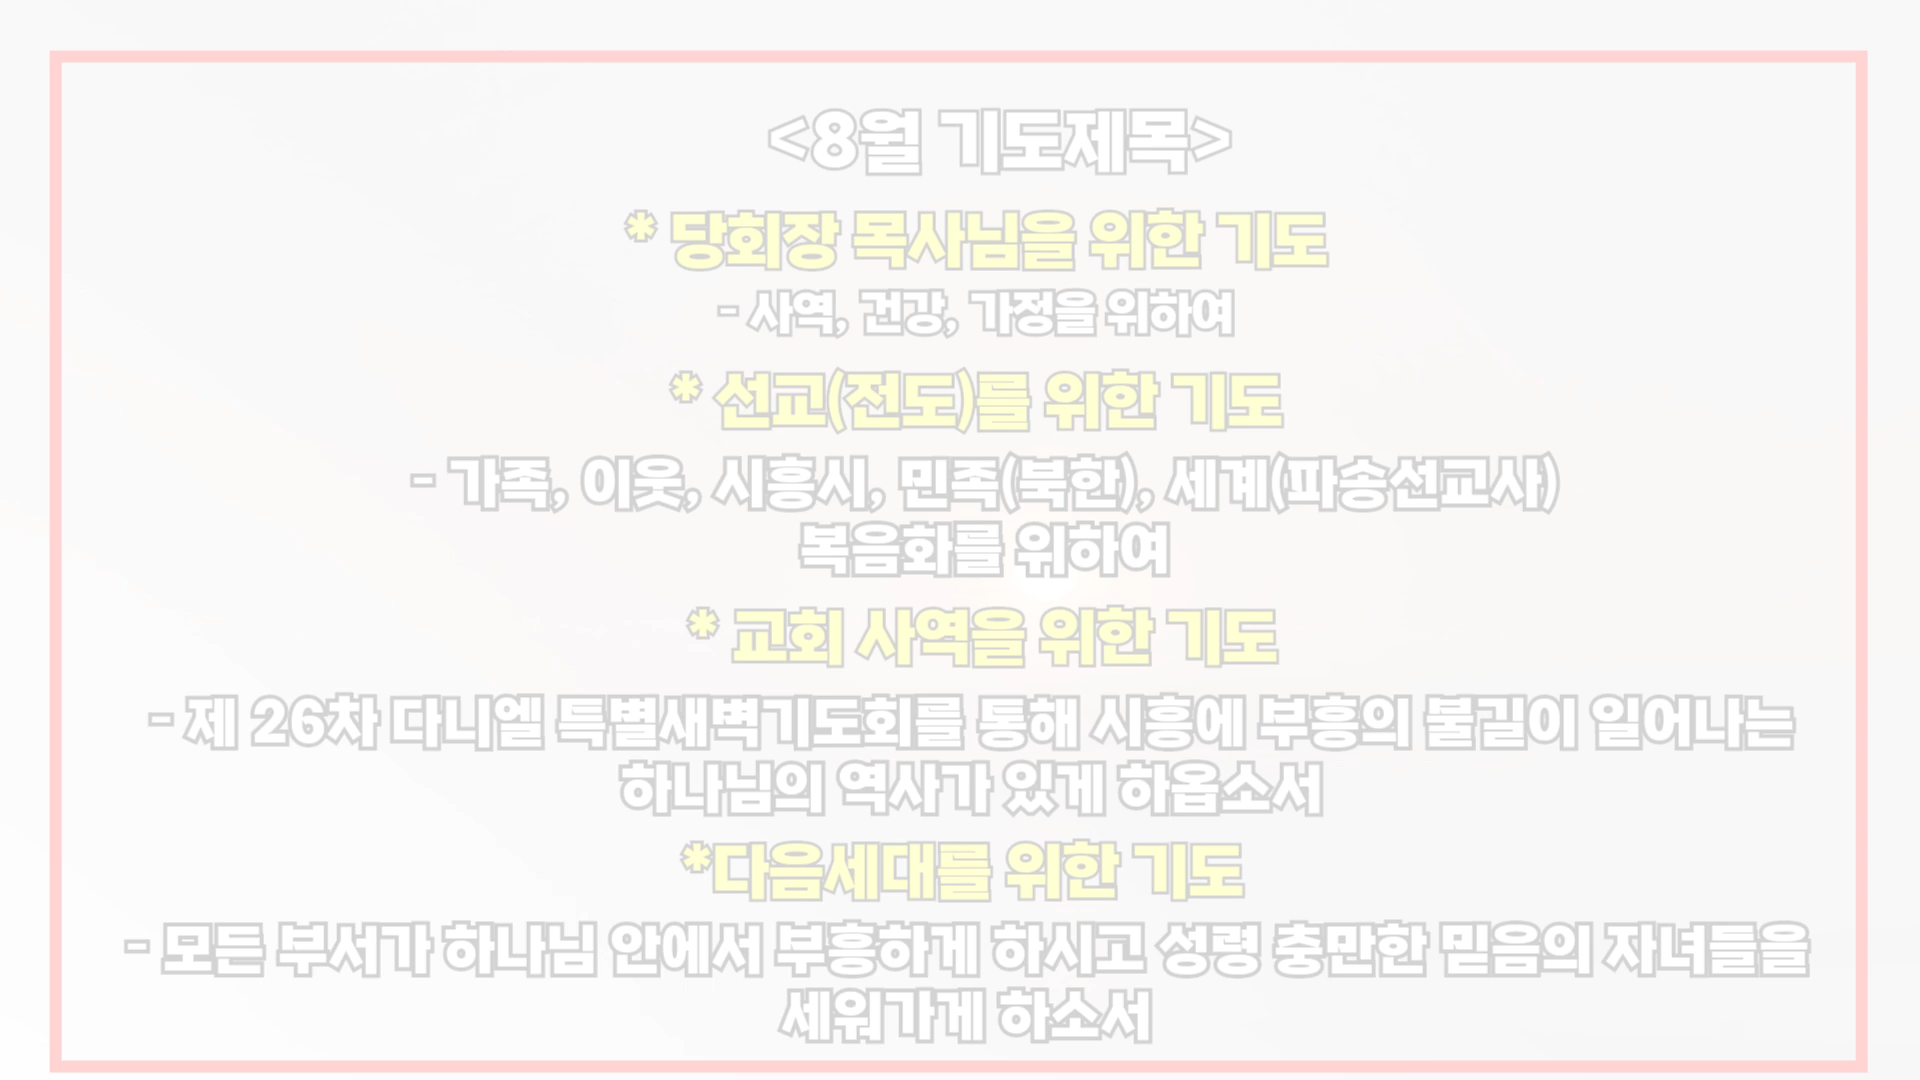 <8월 기도제목>
* 당회장 목사님을 위한 기도
- 사역, 건강, 가정을 위하여
* 선교(전도)를 위한 기도
- 가족, 이웃, 시흥시, 민족(북한), 세계(파송선교사)
복음화를 위하여
* 교회 사역을 위한 기도
- 제 26차 다니엘 특별새벽기도회를 통해 시흥에 부흥의 불길이 일어나는
하나님의 역사가 있게 하옵소서
*다음세대를 위한 기도
- 모든 부서가 하나님 안에서 부흥하게 하시고 성령 충만한 믿음의 자녀들을
세워가게 하소서